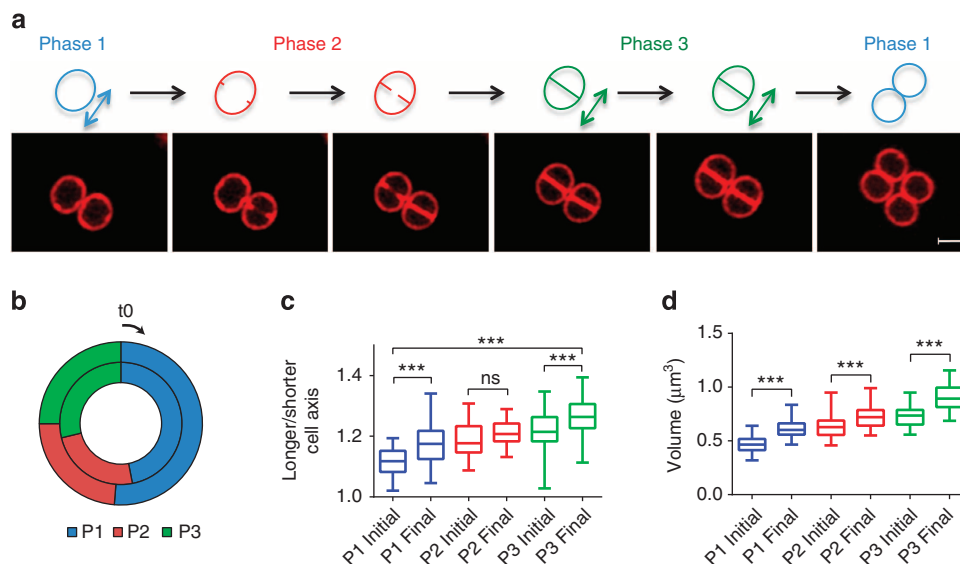 a
Phase 1 Phase 2 Phase 3 Phase 1
b
t0
P1 P2 P3
c
Longer/shorter
cell axis
1.4
1.2
1.0
***
***
ns
***
P1 Initial
P1 Final
P2 Initial
P2 Final
P3 Initial
P3 Final
d
Volume (μm³)
1.5
1.0
0.5
0.0
***
***
***
P1 Initial
P1 Final
P2 Initial
P2 Final
P3 Initial
P3 Final